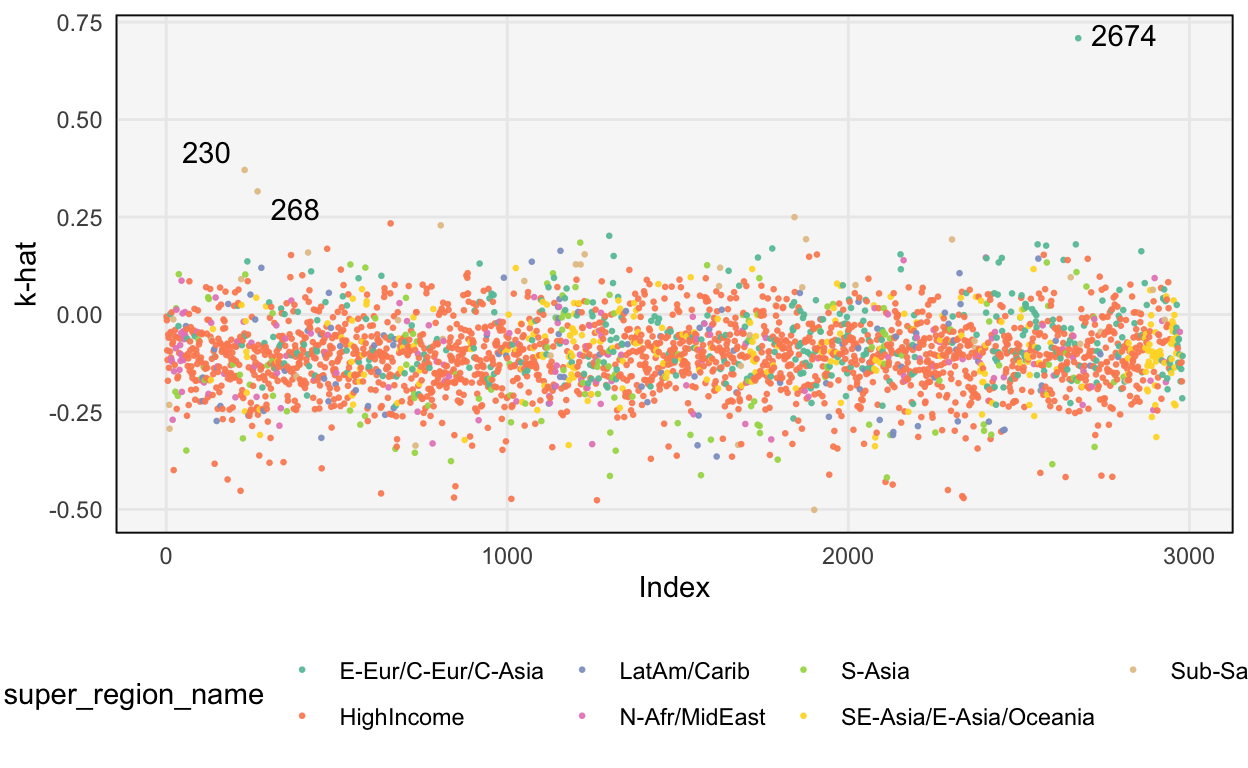 0.75
2674
0.50
230
268
0.25
k-hat
0.00
-0.25
-0.50
0 1000 2000 3000
Index
super_region_name
E-Eur/C-Eur/C-Asia LatAm/Carib S-Asia Sub-Sa
HighIncome N-Afr/MidEast SE-Asia/E-Asia/Oceania